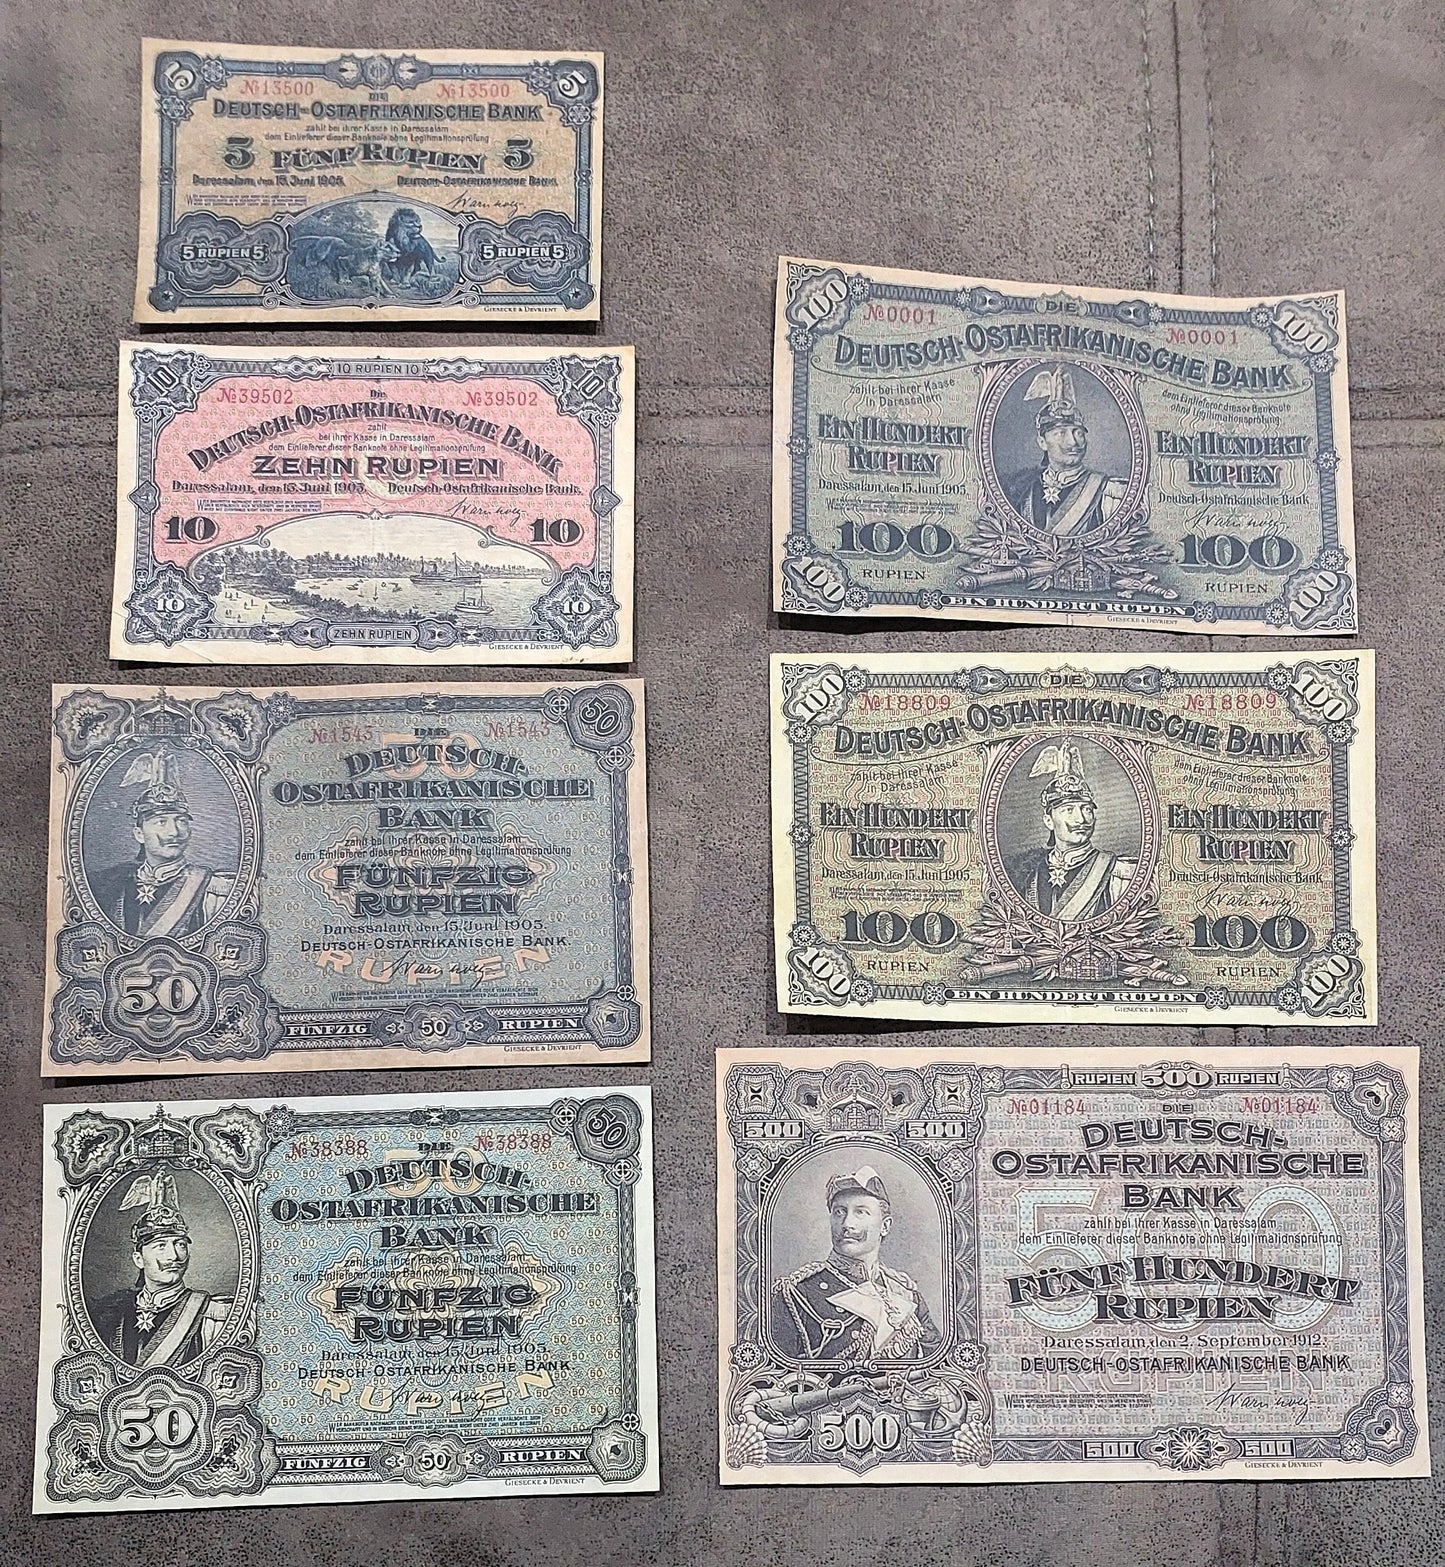 5 5
№13500 №13500
DIE
DEUTSCH-OSTAFRIKANISCHE BANK
zahlt bei ihrer Kasse in Daressalam
dem Einlieferer dieser Banknote ohne Legitimationsprüfung
5 FÜNF RUPIEN 5
Daressalam, den 15. Juni 1905. DEUTSCH-OSTAFRIKANISCHE BANK.
5 RUPIEN 5 5 RUPIEN 5
GIESECKE & DEVRIENT
10 10 RUPIEN 10 10
№39502 Die №39502
DEUTSCH-OSTAFRIKANISCHE BANK
zahlt
bei ihrer Kasse in Daressalam
dem Einlieferer dieser Banknote ohne Legitimationsprüfung
ZEHN RUPIEN
Daressalam, den 15. Juni 1905. Deutsch-Ostafrikanische Bank.
10 10
10 ZEHN RUPIEN 10
GIESECKE & DEVRIENT
50
№1543 DIE №1543
50
DEUTSCH-
OSTAFRIKANISCHE
BANK
zahlt bei ihrer Kasse in Daressalam
dem Einlieferer dieser Banknote ohne Legitimationsprüfung
FÜNFZIG
RUPIEN
Daressalam, den 15. Juni 1905.
DEUTSCH-OSTAFRIKANISCHE BANK.
RUPIEN
50
FÜNFZIG 50 RUPIEN
GIESECKE & DEVRIENT
50
№38388 DIE №38388
50
DEUTSCH-
OSTAFRIKANISCHE
BANK
zahlt bei ihrer Kasse in Daressalam
dem Einlieferer dieser Banknote ohne Legitimationsprüfung
FÜNFZIG
RUPIEN
Daressalam, den 15. Juni 1905.
DEUTSCH-OSTAFRIKANISCHE BANK
RUPIEN
50
FÜNFZIG 50 RUPIEN
GIESECKE & DEVRIENT
100 DIE 100
№0001 №0001
DEUTSCH-OSTAFRIKANISCHE BANK
zahlt bei ihrer Kasse dem Einlieferer dieser Banknote
in Daressalam ohne Legitimationsprüfung:
EIN HUNDERT EIN HUNDERT
RUPIEN RUPIEN
Daressalam, den 15. Juni 1905. Deutsch-Ostafrikanische Bank
100 100
RUPIEN RUPIEN
100 EIN HUNDERT RUPIEN 100
GIESECKE & DEVRIENT
100 DIE 100
№18809 №18809
DEUTSCH-OSTAFRIKANISCHE BANK
zahlt bei ihrer Kasse dem Einlieferer dieser Banknote
in Daressalam ohne Legitimationsprüfung:
EIN HUNDERT EIN HUNDERT
RUPIEN RUPIEN
Daressalam, den 15. Juni 1905 Deutsch-Ostafrikanische Bank
100 100
RUPIEN RUPIEN
100 EIN HUNDERT RUPIEN 100
GIESECKE & DEVRIENT
RUPIEN 500 RUPIEN
500 500
№01184 DIE №01184
DEUTSCH-
OSTAFRIKANISCHE
BANK
500
zahlt bei ihrer Kasse in Daressalam
dem Einlieferer dieser Banknote ohne Legitimationsprüfung
FÜNF HUNDERT
RUPIEN
Daressalam, den 2. September 1912.
DEUTSCH-OSTAFRIKANISCHE BANK
RUPIEN
500
500 500
GIESECKE & DEVRIENT